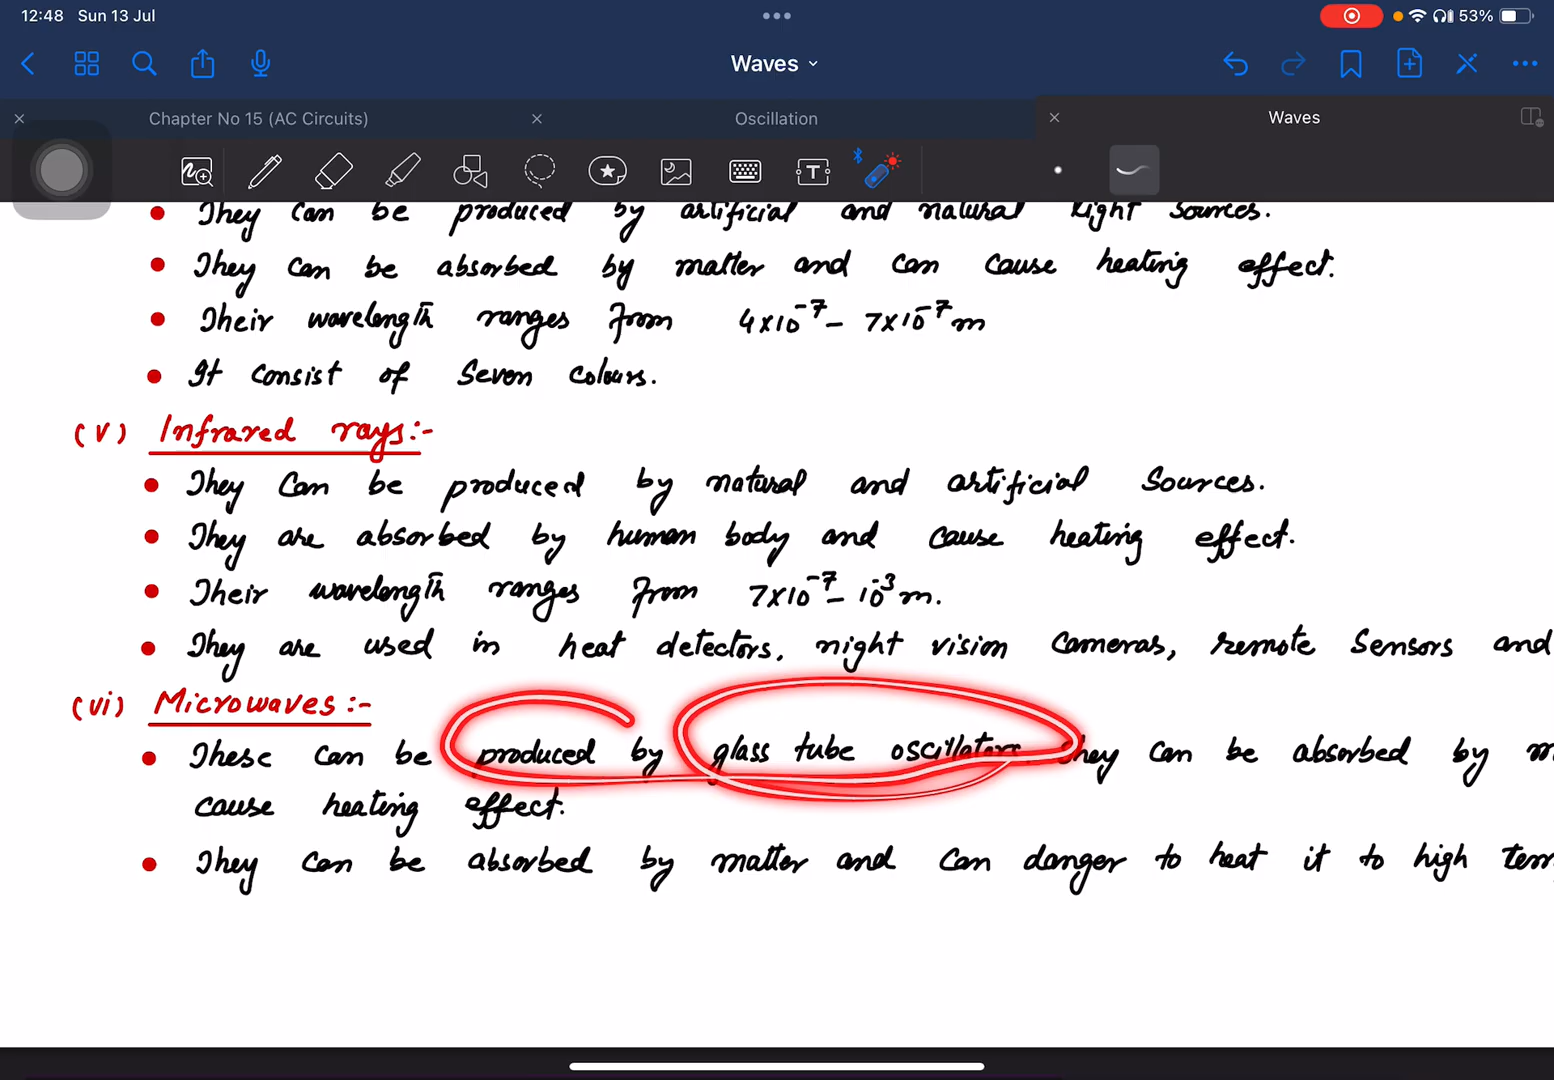 12:48 Sun 13 Jul
53%
Waves
Chapter No 15 (AC Circuits)
Oscillation
Waves
They can be produced by artificial and natural light sources.
They can be absorbed by matter and can cause heating effect.
Their wavelength ranges from 4x10⁻⁷ – 7x10⁻⁷ m
It consist of seven colours.
(v) Infrared rays:-
They can be produced by natural and artificial sources.
They are absorbed by human body and cause heating effect.
Their wavelength ranges from 7x10⁻⁷ – 10⁻³ m.
They are used in heat detectors, night vision cameras, remote sensors and
(vi) Microwaves:-
These can be produced by glass tube oscillators. They can be absorbed by
cause heating effect.
They can be absorbed by matter and can danger to heat it to high